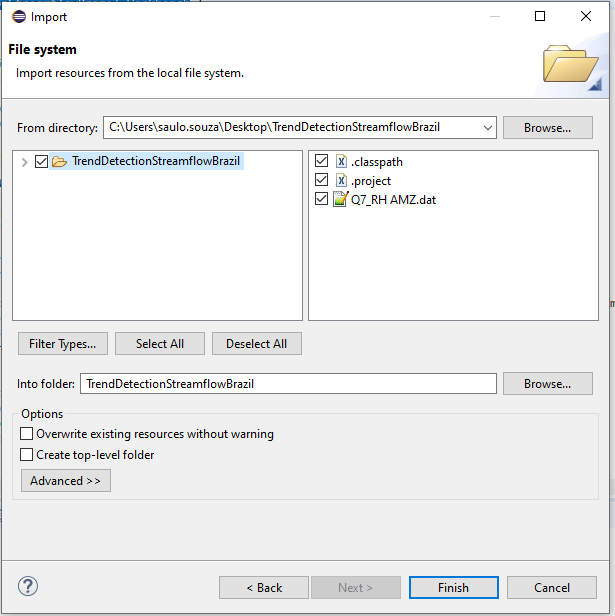 Import
File system
Import resources from the local file system.
From directory: C:\Users\saulo.souza\Desktop\TrendDetectionStreamflowBrazil Browse...
TrendDetectionStreamflowBrazil
.classpath
.project
Q7_RH AMZ.dat
Filter Types... Select All Deselect All
Into folder: TrendDetectionStreamflowBrazil Browse...
Options
Overwrite existing resources without warning
Create top-level folder
Advanced >>
? < Back Next > Finish Cancel